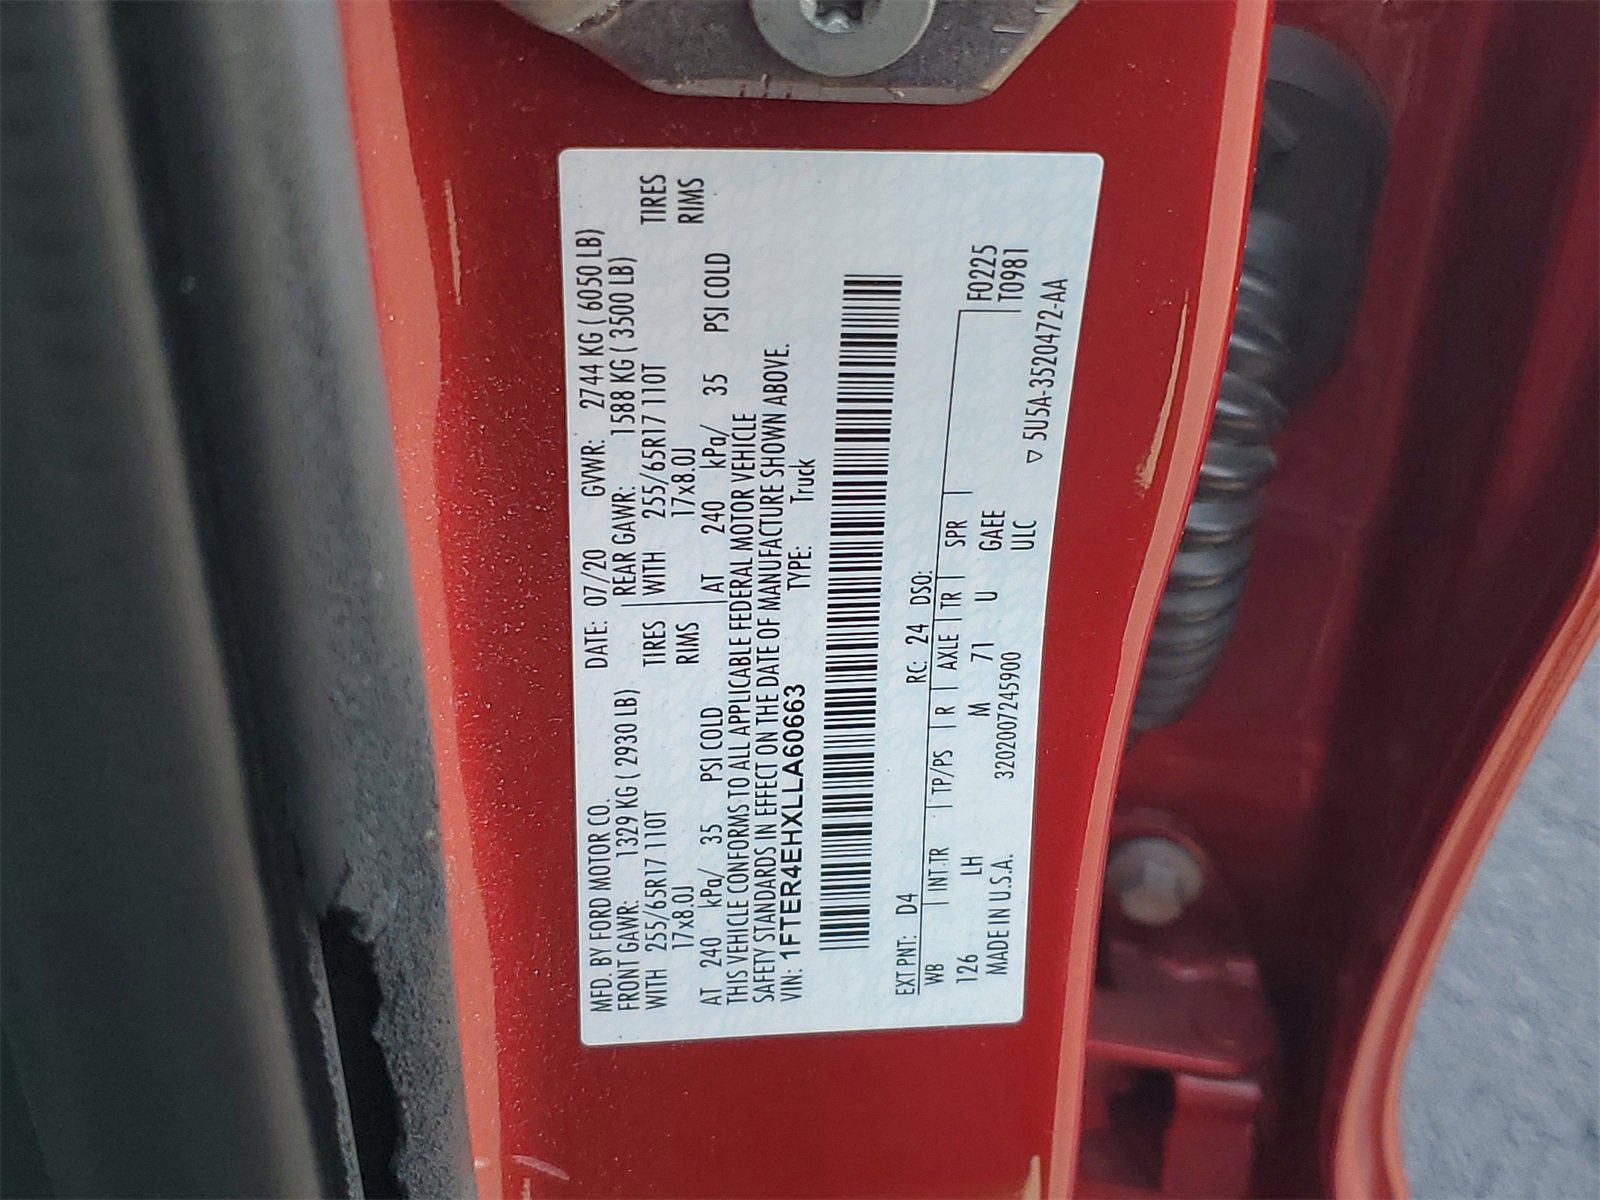 MFD. BY FORD MOTOR CO. DATE: 07/20 GVWR: 2744 KG ( 6050 LB)
FRONT GAWR: 1329 KG ( 2930 LB) REAR GAWR: 1588 KG ( 3500 LB)
WITH 255/65R17 110T TIRES WITH 255/65R17 110T TIRES
17x8.0J RIMS 17x8.0J RIMS
AT 240 kPa/ 35 PSI COLD AT 240 kPa/ 35 PSI COLD
THIS VEHICLE CONFORMS TO ALL APPLICABLE FEDERAL MOTOR VEHICLE
SAFETY STANDARDS IN EFFECT ON THE DATE OF MANUFACTURE SHOWN ABOVE.
VIN: 1FTER4EHXLLA60663 TYPE: Truck
EXT PNT: D4 RC: 24 DSO: F0225
WB INT TR TP/PS R AXLE TR SPR T0981
126 LH M 71 U GAEE
MADE IN U.S.A. 320200724590O ULC
▽ 5U5A-3520472-AA